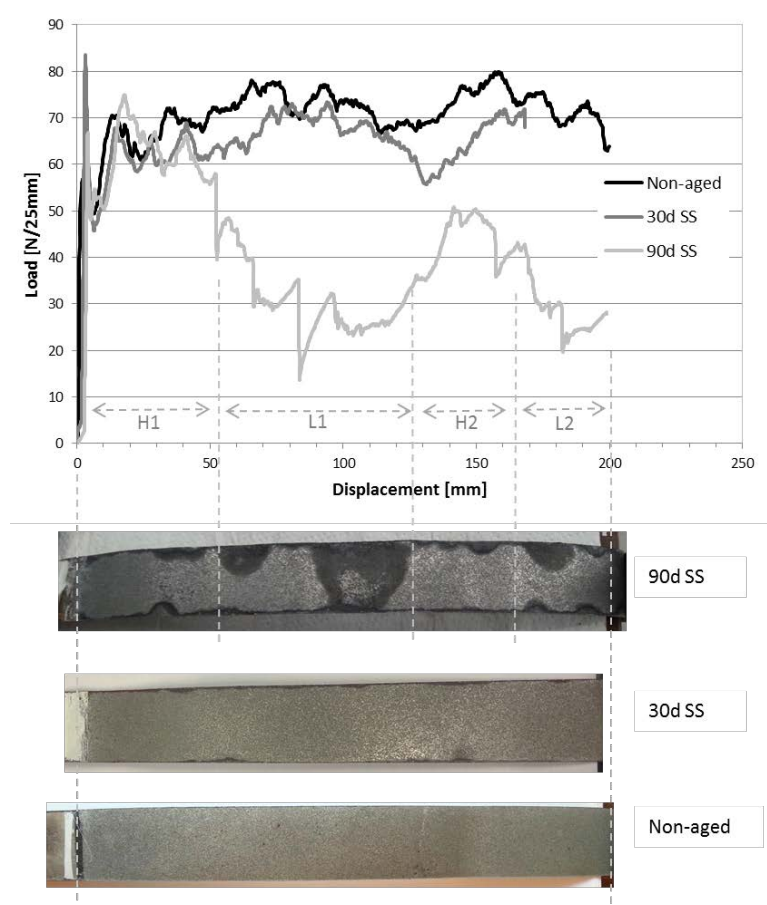 90
80
70
60
50
40
30
20
10
0
Load [N/25mm]
Non-aged
30d SS
90d SS
H1
L1
H2
L2
0 50 100 150 200 250
Displacement [mm]
90d SS
30d SS
Non-aged